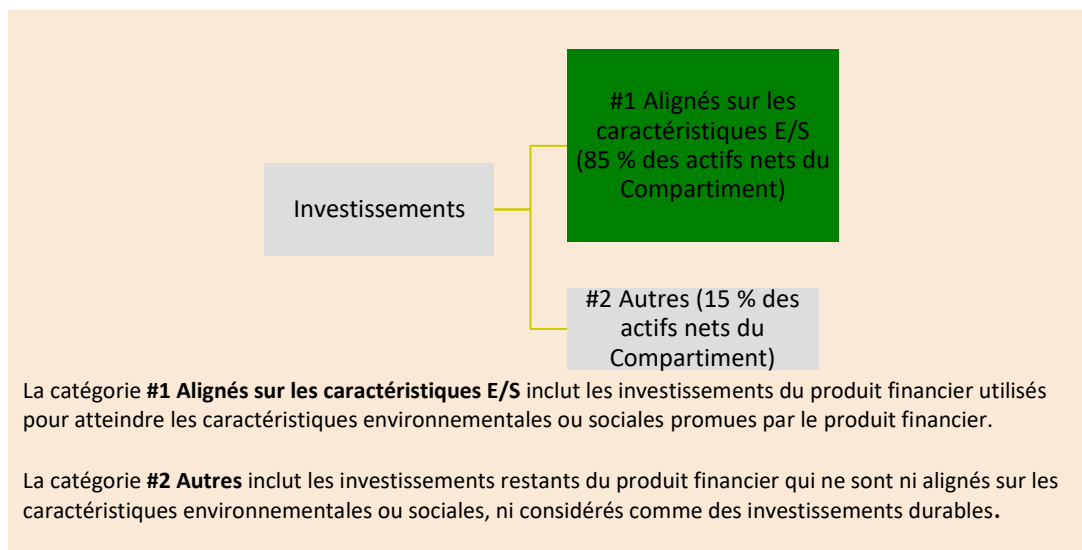 #1 Alignés sur les
caractéristiques E/S
(85 % des actifs nets du
Compartiment)
Investissements
#2 Autres (15 % des
actifs nets du
Compartiment)
La catégorie #1 Alignés sur les caractéristiques E/S inclut les investissements du produit financier utilisés
pour atteindre les caractéristiques environnementales ou sociales promues par le produit financier.
La catégorie #2 Autres inclut les investissements restants du produit financier qui ne sont ni alignés sur les
caractéristiques environnementales ou sociales, ni considérés comme des investissements durables.